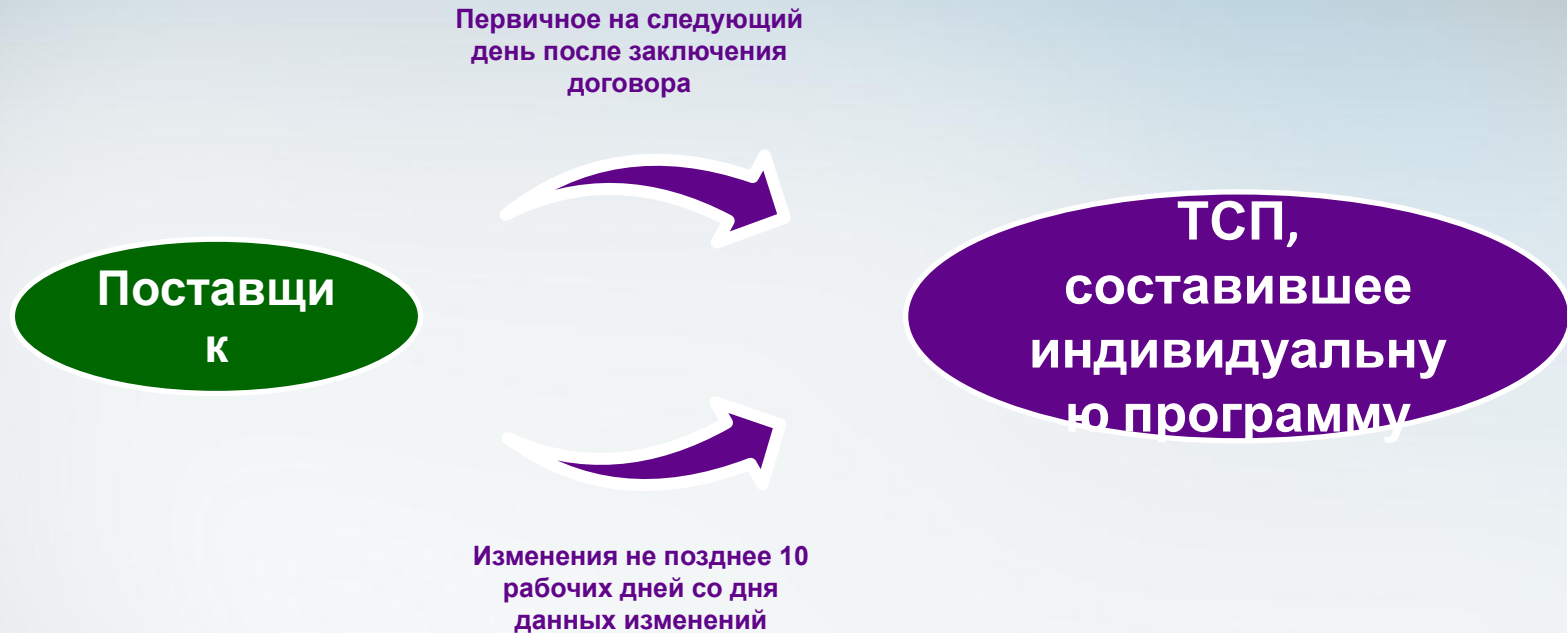 Первичное на следующий
день после заключения
договора
Поставщи
к
ТСП,
составившее
индивидуальну
ю программу
Изменения не позднее 10
рабочих дней со дня
данных изменений